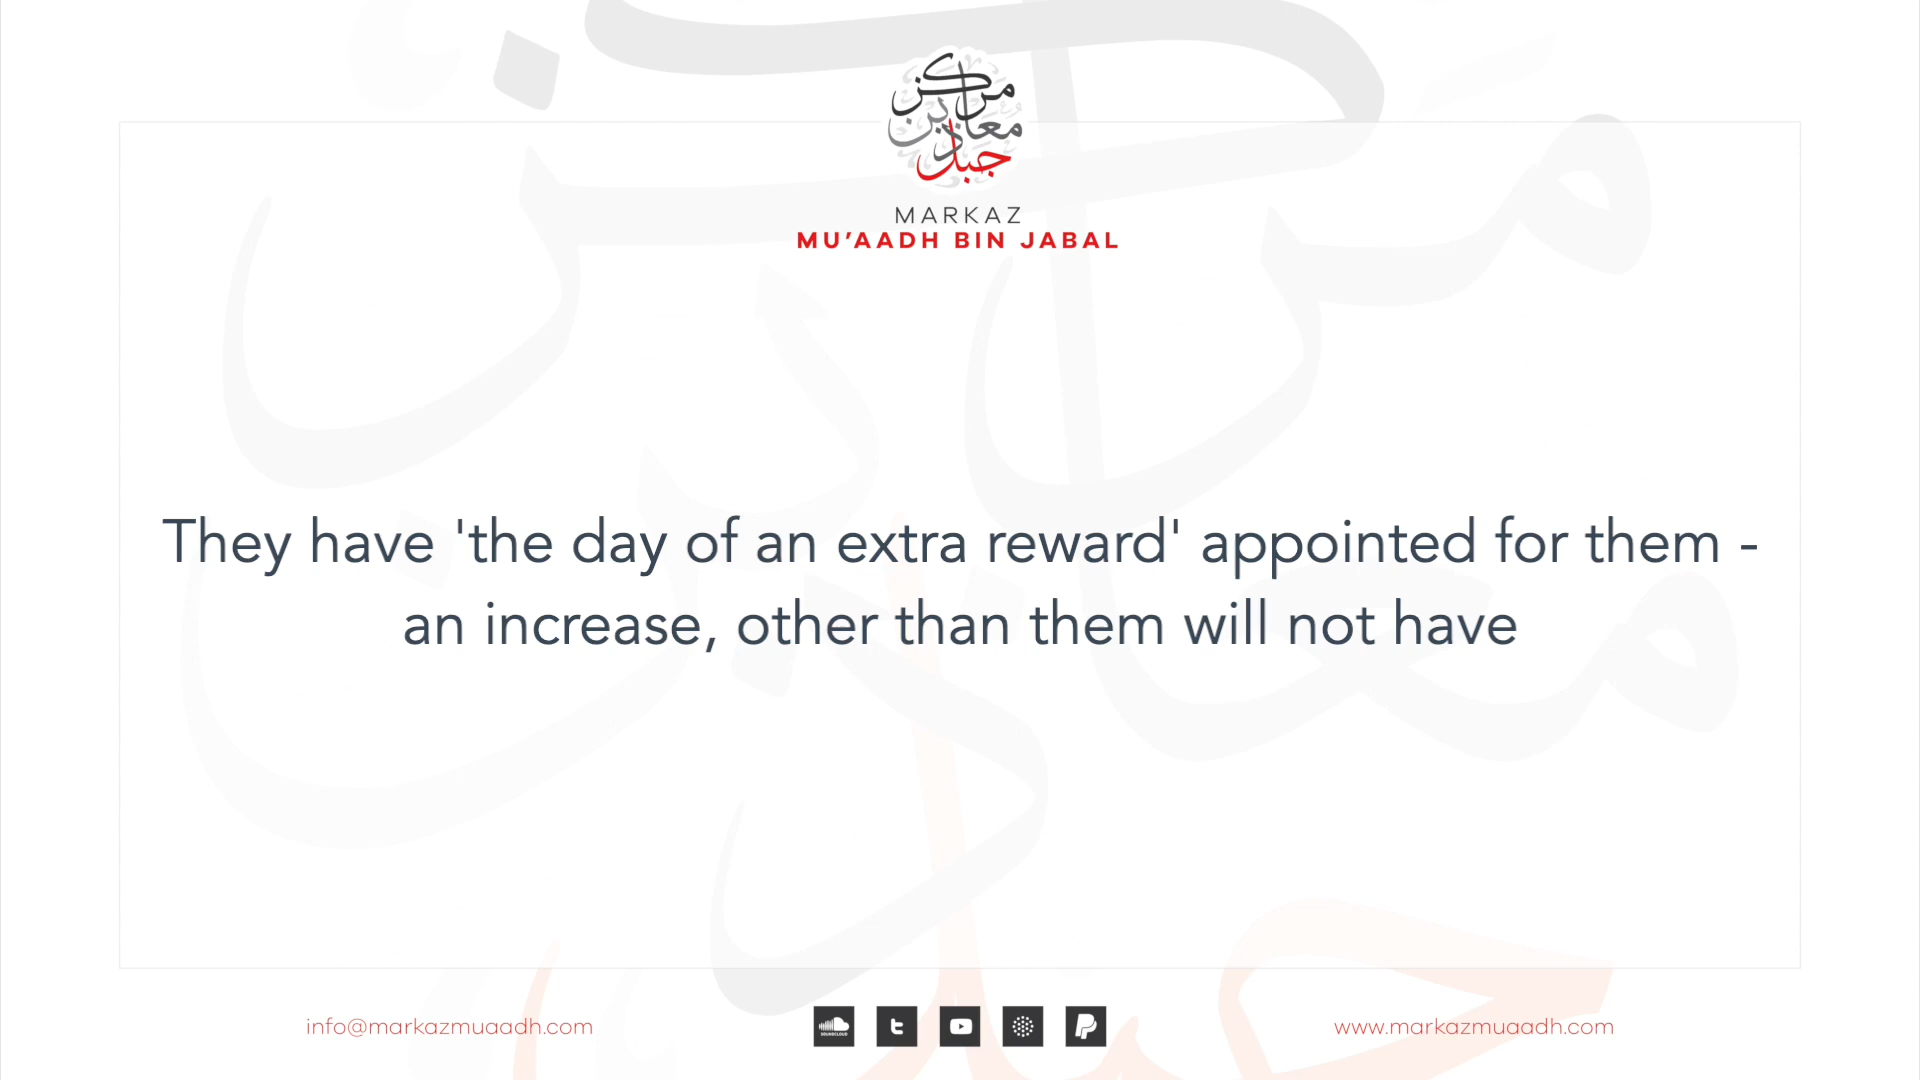 مركز
معاذ بن
جبل
MARKAZ
MU'AADH BIN JABAL
They have 'the day of an extra reward' appointed for them -
an increase, other than them will not have
info@markazmuaadh.com
SOUNDCLOUD
www.markazmuaadh.com